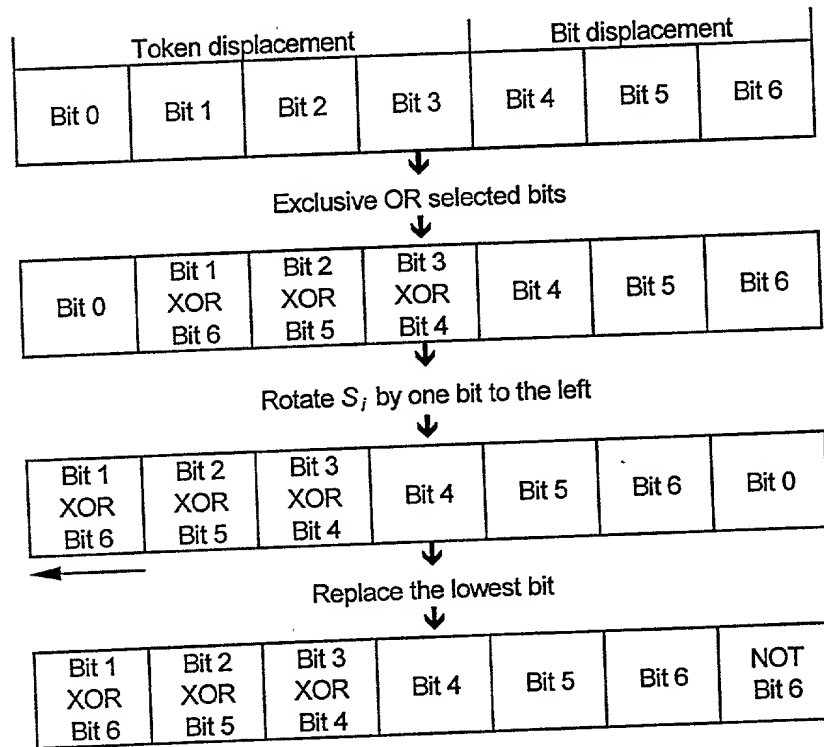 Token displacement Bit displacement
Bit 0 Bit 1 Bit 2 Bit 3 Bit 4 Bit 5 Bit 6
Exclusive OR selected bits
Bit 0 Bit 1 XOR Bit 6 Bit 2 XOR Bit 5 Bit 3 XOR Bit 4 Bit 4 Bit 5 Bit 6
Rotate Si by one bit to the left
Bit 1 XOR Bit 6 Bit 2 XOR Bit 5 Bit 3 XOR Bit 4 Bit 4 Bit 5 Bit 6 Bit 0
Replace the lowest bit
Bit 1 XOR Bit 6 Bit 2 XOR Bit 5 Bit 3 XOR Bit 4 Bit 4 Bit 5 Bit 6 NOT Bit 6